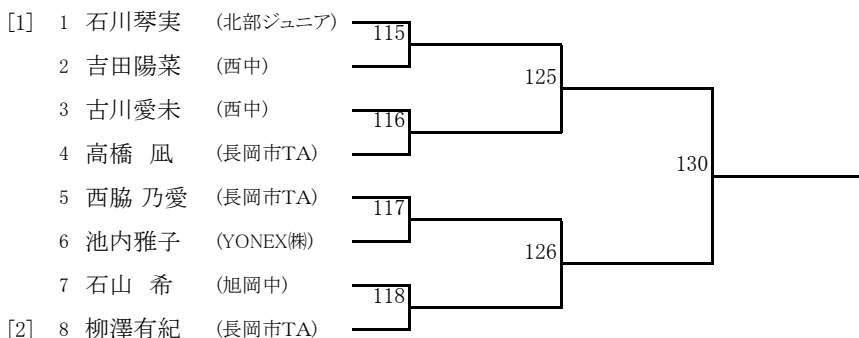 [1] 1 石川琴実 (北部ジュニア)
115
2 吉田陽菜 (西中)
125
3 古川愛未 (西中)
116
4 高橋 凪 (長岡市TA)
130
5 西脇 乃愛 (長岡市TA)
117
6 池内雅子 (YONEX㈱)
126
7 石山 希 (旭岡中)
118
[2] 8 柳澤有紀 (長岡市TA)